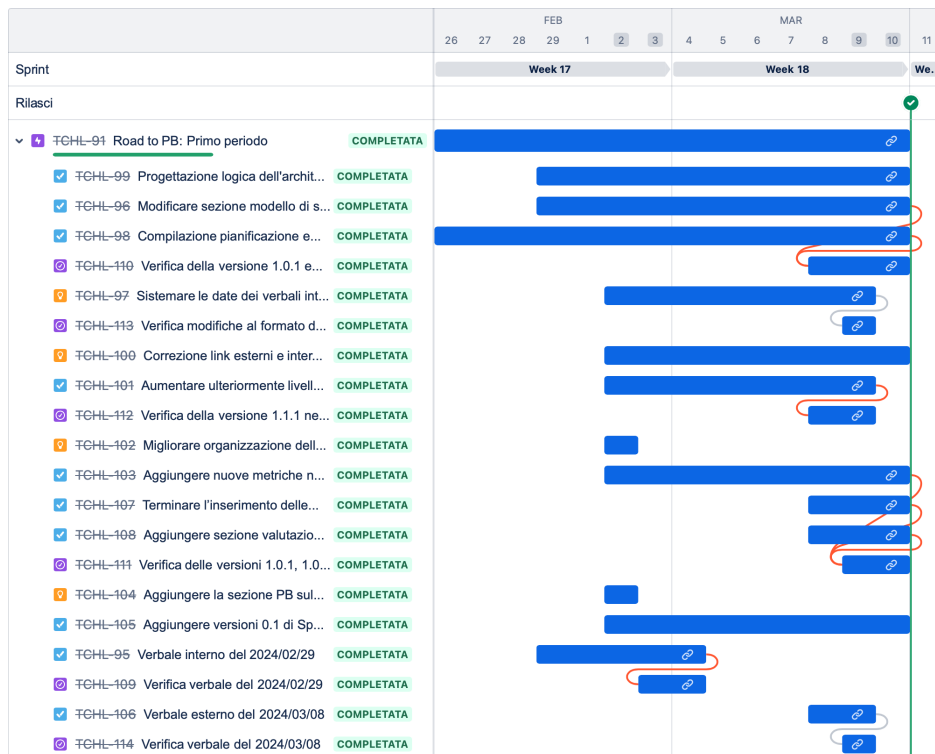 FEB MAR
26 27 28 29 1 2 3 4 5 6 7 8 9 10 11
Sprint Week 17 Week 18 We...
Rilasci
TCHL-91 Road to PB: Primo periodo COMPLETATA
TCHL-99 Progettazione logica dell'archit... COMPLETATA
TCHL-96 Modificare sezione modello di s... COMPLETATA
TCHL-98 Compilazione pianificazione e... COMPLETATA
TCHL-110 Verifica della versione 1.0.1 e... COMPLETATA
TCHL-97 Sistemare le date dei verbali int... COMPLETATA
TCHL-113 Verifica modifiche al formato d... COMPLETATA
TCHL-100 Correzione link esterni e inter... COMPLETATA
TCHL-101 Aumentare ulteriormente livell... COMPLETATA
TCHL-112 Verifica della versione 1.1.1 ne... COMPLETATA
TCHL-102 Migliorare organizzazione dell... COMPLETATA
TCHL-103 Aggiungere nuove metriche n... COMPLETATA
TCHL-107 Terminare l'inserimento delle... COMPLETATA
TCHL-108 Aggiungere sezione valutazio... COMPLETATA
TCHL-111 Verifica delle versioni 1.0.1, 1.0... COMPLETATA
TCHL-104 Aggiungere la sezione PB sul... COMPLETATA
TCHL-105 Aggiungere versioni 0.1 di Sp... COMPLETATA
TCHL-95 Verbale interno del 2024/02/29 COMPLETATA
TCHL-109 Verifica verbale del 2024/02/29 COMPLETATA
TCHL-106 Verbale esterno del 2024/03/08 COMPLETATA
TCHL-114 Verifica verbale del 2024/03/08 COMPLETATA